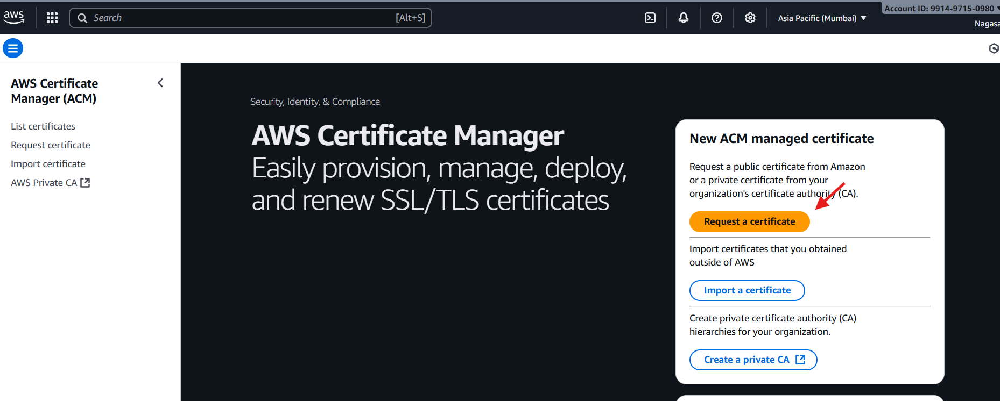 aws
Search
[Alt+S]
Asia Pacific (Mumbai)
Account ID: 9914-9715-0980
Nagasa
AWS Certificate
Manager (ACM)
List certificates
Request certificate
Import certificate
AWS Private CA
Security, Identity, & Compliance
AWS Certificate Manager
Easily provision, manage, deploy,
and renew SSL/TLS certificates
New ACM managed certificate
Request a public certificate from Amazon
or a private certificate from your
organization's certificate authority (CA).
Request a certificate
Import certificates that you obtained
outside of AWS
Import a certificate
Create private certificate authority (CA)
hierarchies for your organization.
Create a private CA